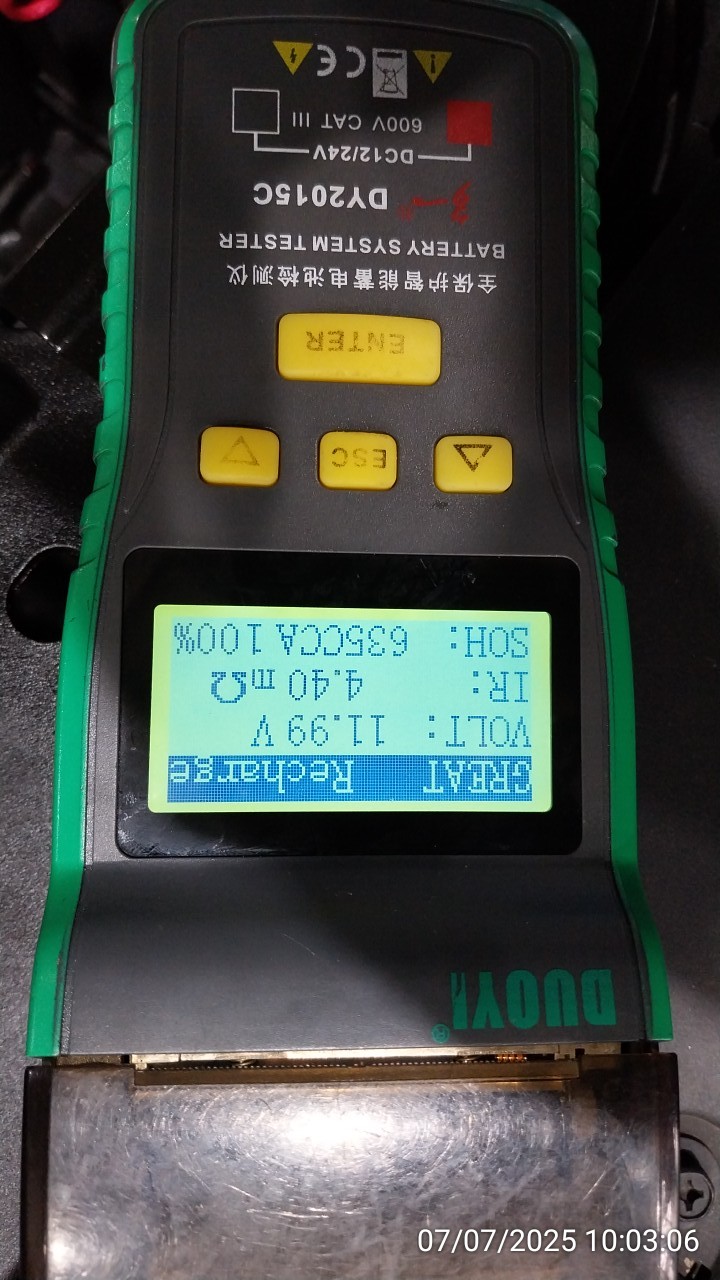 DUOYI®
GREAT Recharge
VOLT: 11.99 V
IR: 4.40 mΩ
SOH: 635CCA 100%
ESC
ENTER
全保护智能蓄电池检测仪
BATTERY SYSTEM TESTER
DY2015C
DC12/24V
600V CAT III
CE
07/07/2025 10:03:06